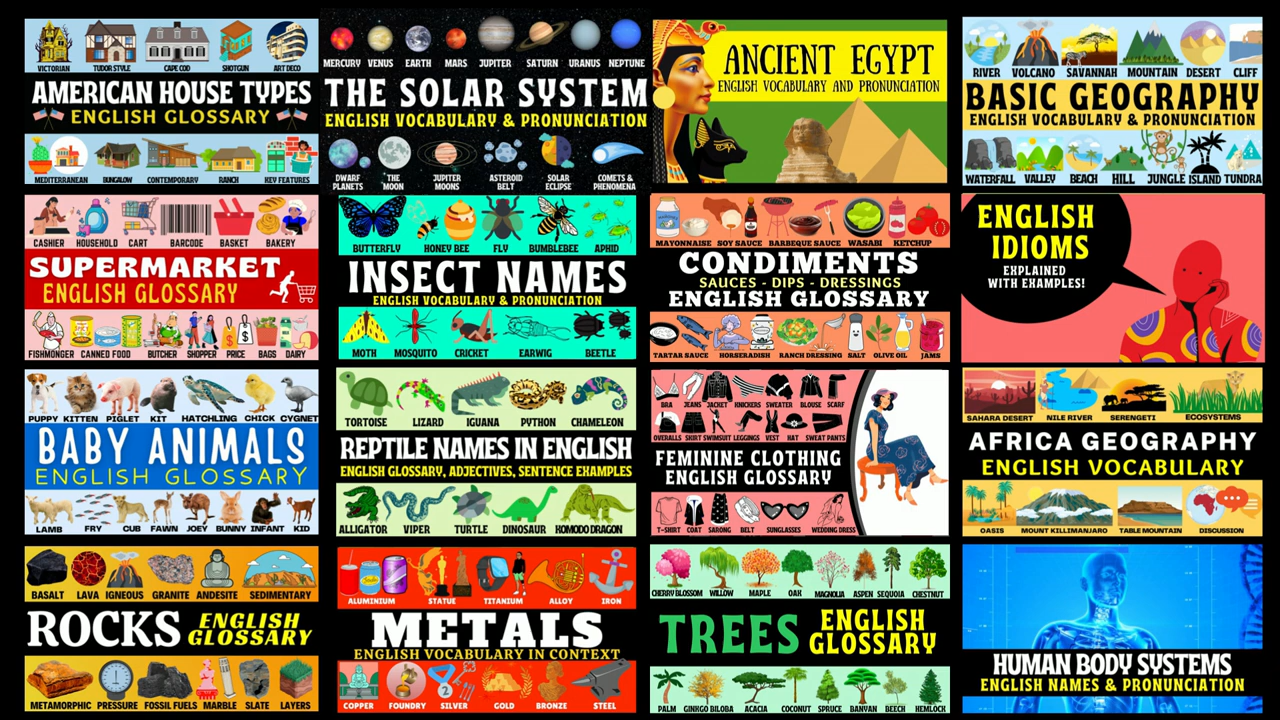 VICTORIAN TUDOR STYLE CAPE COD SHOTGUN ART DECO
AMERICAN HOUSE TYPES
ENGLISH GLOSSARY
MEDITERRANEAN BUNGALOW CONTEMPORARY RANCH KEY FEATURES
MERCURY VENUS EARTH MARS JUPITER SATURN URANUS NEPTUNE
THE SOLAR SYSTEM
ENGLISH VOCABULARY & PRONUNCIATION
DWARF PLANETS THE MOON JUPITER MOONS ASTEROID BELT SOLAR ECLIPSE COMETS & PHENOMENA
ANCIENT EGYPT
ENGLISH VOCABULARY AND PRONUNCIATION
RIVER VOLCANO SAVANNAH MOUNTAIN DESERT CLIFF
BASIC GEOGRAPHY
ENGLISH VOCABULARY & PRONUNCIATION
WATERFALL VALLEY BEACH HILL JUNGLE ISLAND TUNDRA
CASHIER HOUSEHOLD CART BARCODE BASKET BAKERY
SUPERMARKET
ENGLISH GLOSSARY
FISHMONGER CANNED FOOD BUTCHER SHOPPER PRICE BAGS DAIRY
BUTTERFLY HONEY BEE FLY BUMBLEBEE APHID
INSECT NAMES
ENGLISH VOCABULARY & PRONUNCIATION
MOTH MOSQUITO CRICKET EARWIG BEETLE
MAYONNAISE SOY SAUCE BARBEQUE SAUCE WASABI KETCHUP
CONDIMENTS
SAUCES - DIPS - DRESSINGS
ENGLISH GLOSSARY
TARTAR SAUCE HORSERADISH RANCH DRESSING SALT OLIVE OIL JAMS
ENGLISH
IDIOMS
EXPLAINED
WITH EXAMPLES!
PUPPY KITTEN PIGLET KIT HATCHLING CHICK CYGNET
BABY ANIMALS
ENGLISH GLOSSARY
LAMB FRY CUB FAWN JOEY BUNNY INFANT KID
TORTOISE LIZARD IGUANA PYTHON CHAMELEON
REPTILE NAMES IN ENGLISH
ENGLISH GLOSSARY, ADJECTIVES, SENTENCE EXAMPLES
ALLIGATOR VIPER TURTLE DINOSAUR KOMODO DRAGON
BRA JEANS JACKET KNICKERS SWEATER BLOUSE SCARF
OVERALLS SKIRT SWIMSUIT LEGGINGS VEST HAT SWEAT PANTS
FEMININE CLOTHING
ENGLISH GLOSSARY
T-SHIRT COAT SARONG BELT SUNGLASSES WEDDING DRESS
SAHARA DESERT NILE RIVER SERENGETI ECOSYSTEMS
AFRICA GEOGRAPHY
ENGLISH VOCABULARY
OASIS MOUNT KILLIMANJARO TABLE MOUNTAIN DISCUSSION
BASALT LAVA IGNEOUS GRANITE ANDESITE SEDIMENTARY
ROCKS ENGLISH GLOSSARY
METAMORPHIC PRESSURE FOSSIL FUELS MARBLE SLATE LAYERS
ALUMINIUM STATUE TITANIUM ALLOY IRON
METALS
ENGLISH VOCABULARY IN CONTEXT
COPPER FOUNDRY SILVER GOLD BRONZE STEEL
CHERRY BLOSSOM WILLOW MAPLE OAK MAGNOLIA ASPEN SEQUOIA CHESTNUT
TREES ENGLISH GLOSSARY
PALM GINKGO BILOBA ACACIA COCONUT SPRUCE BANYAN BEECH HEMLOCK
HUMAN BODY SYSTEMS
ENGLISH NAMES & PRONUNCIATION